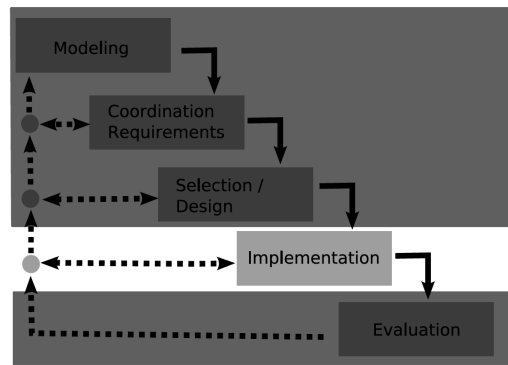 Modeling
Coordination
Requirements
Selection /
Design
Implementation
Evaluation